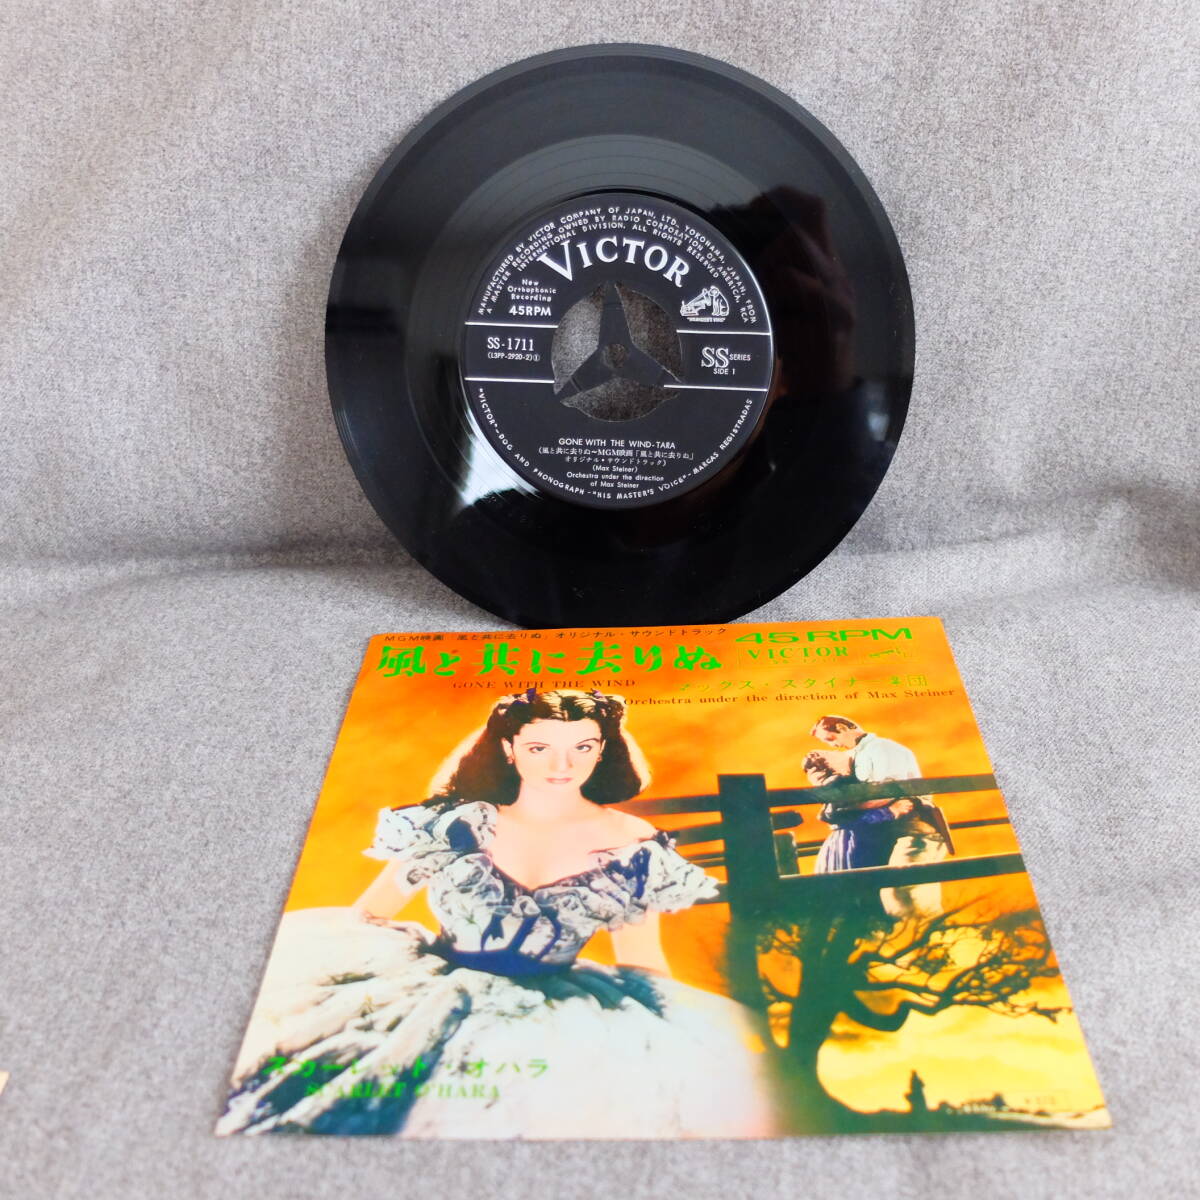 MANUFACTURED BY VICTOR COMPANY OF JAPAN, LTD. YOKOHAMA, JAPAN, FROM
A MASTER RECORDING OWNED BY RADIO CORPORATION OF AMERICA, RCA
INTERNATIONAL DIVISION. ALL RIGHTS RESERVED
VICTOR
New
Orthophonic
Recording
45RPM
"HIS MASTER'S VOICE"
SS-1711
(L3PP-2920-2)①
SS SERIES
SIDE 1
GONE WITH THE WIND-TARA
(風と共に去りぬ~MGM映画「風と共に去りぬ」
オリジナル・サウンドトラック)
(Max Steiner)
Orchestra under the direction
of Max Steiner
"VICTOR"-DOG AND PHONOGRAPH-"HIS MASTER'S VOICE"-MARCAS REGISTRADAS
MGM映画「風と共に去りぬ」オリジナル・サウンドトラック
45RPM
風と共に去りぬ
VICTOR
GONE WITH THE WIND
マックス・スタイナー楽団
Orchestra under the direction of Max Steiner
スカーレット・オハラ
SCARLET O'HARA